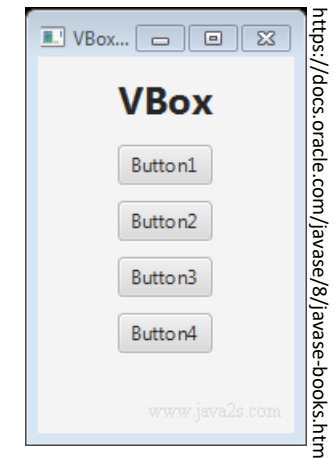 VBox...
VBox
Button1
Button2
Button3
Button4
www.java2s.com
https://docs.oracle.com/javase/8/javase-books.htm